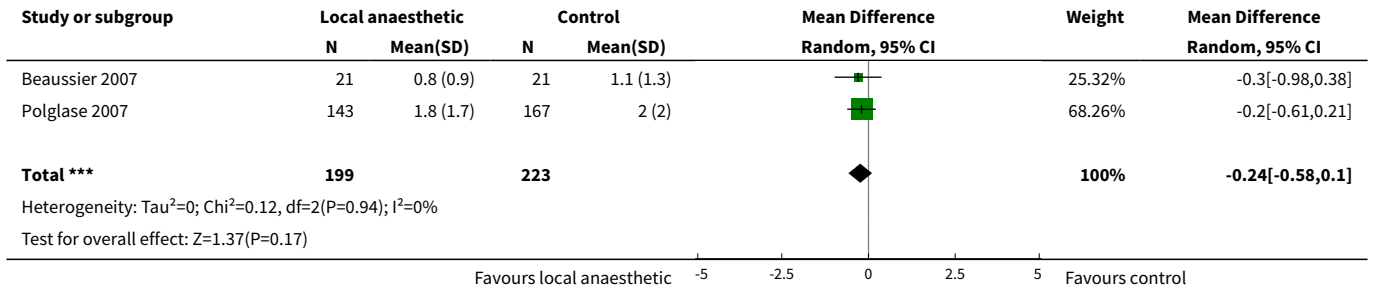 Study or subgroup Local anaesthetic Control Mean Difference Weight Mean Difference
N Mean(SD) N Mean(SD) Random, 95% CI Random, 95% CI
Beaussier 2007 21 0.8 (0.9) 21 1.1 (1.3) 25.32% -0.3[-0.98,0.38]
Polglase 2007 143 1.8 (1.7) 167 2 (2) 68.26% -0.2[-0.61,0.21]
Total *** 199 223 100% -0.24[-0.58,0.1]
Heterogeneity: Tau²=0; Chi²=0.12, df=2(P=0.94); I²=0%
Test for overall effect: Z=1.37(P=0.17)
Favours local anaesthetic -5 -2.5 0 2.5 5 Favours control